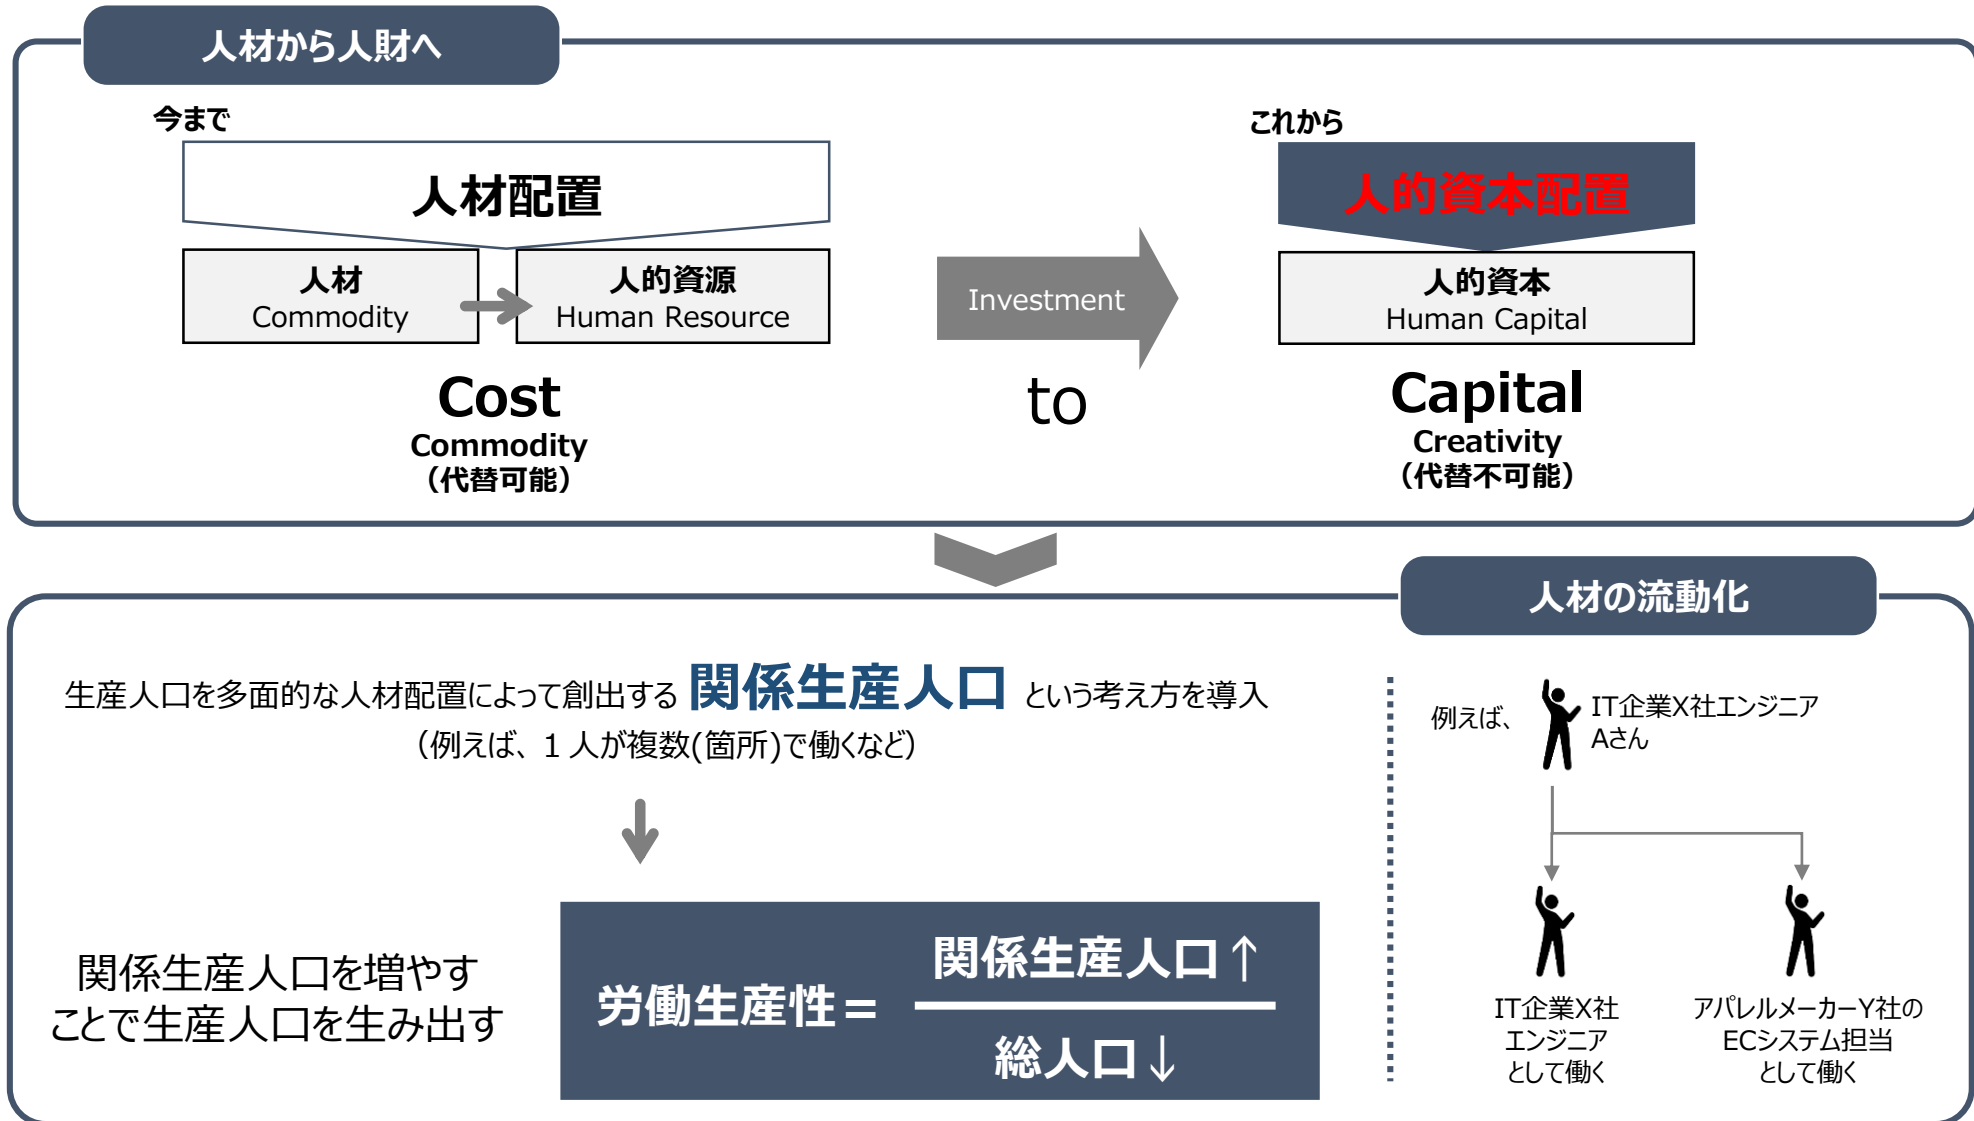 人材から人財へ
今まで
人材配置
人材
Commodity
人的資源
Human Resource
Cost
Commodity
（代替可能）
Investment
to
これから
人的資本配置
人的資本
Human Capital
Capital
Creativity
（代替不可能）
人材の流動化
生産人口を多面的な人材配置によって創出する 関係生産人口 という考え方を導入
（例えば、１人が複数(箇所)で働くなど）
関係生産人口を増やす
ことで生産人口を生み出す
労働生産性=
関係生産人口↑
総人口↓
例えば、
IT企業X社エンジニア
Aさん
IT企業X社
エンジニア
として働く
アパレルメーカーY社の
ECシステム担当
として働く